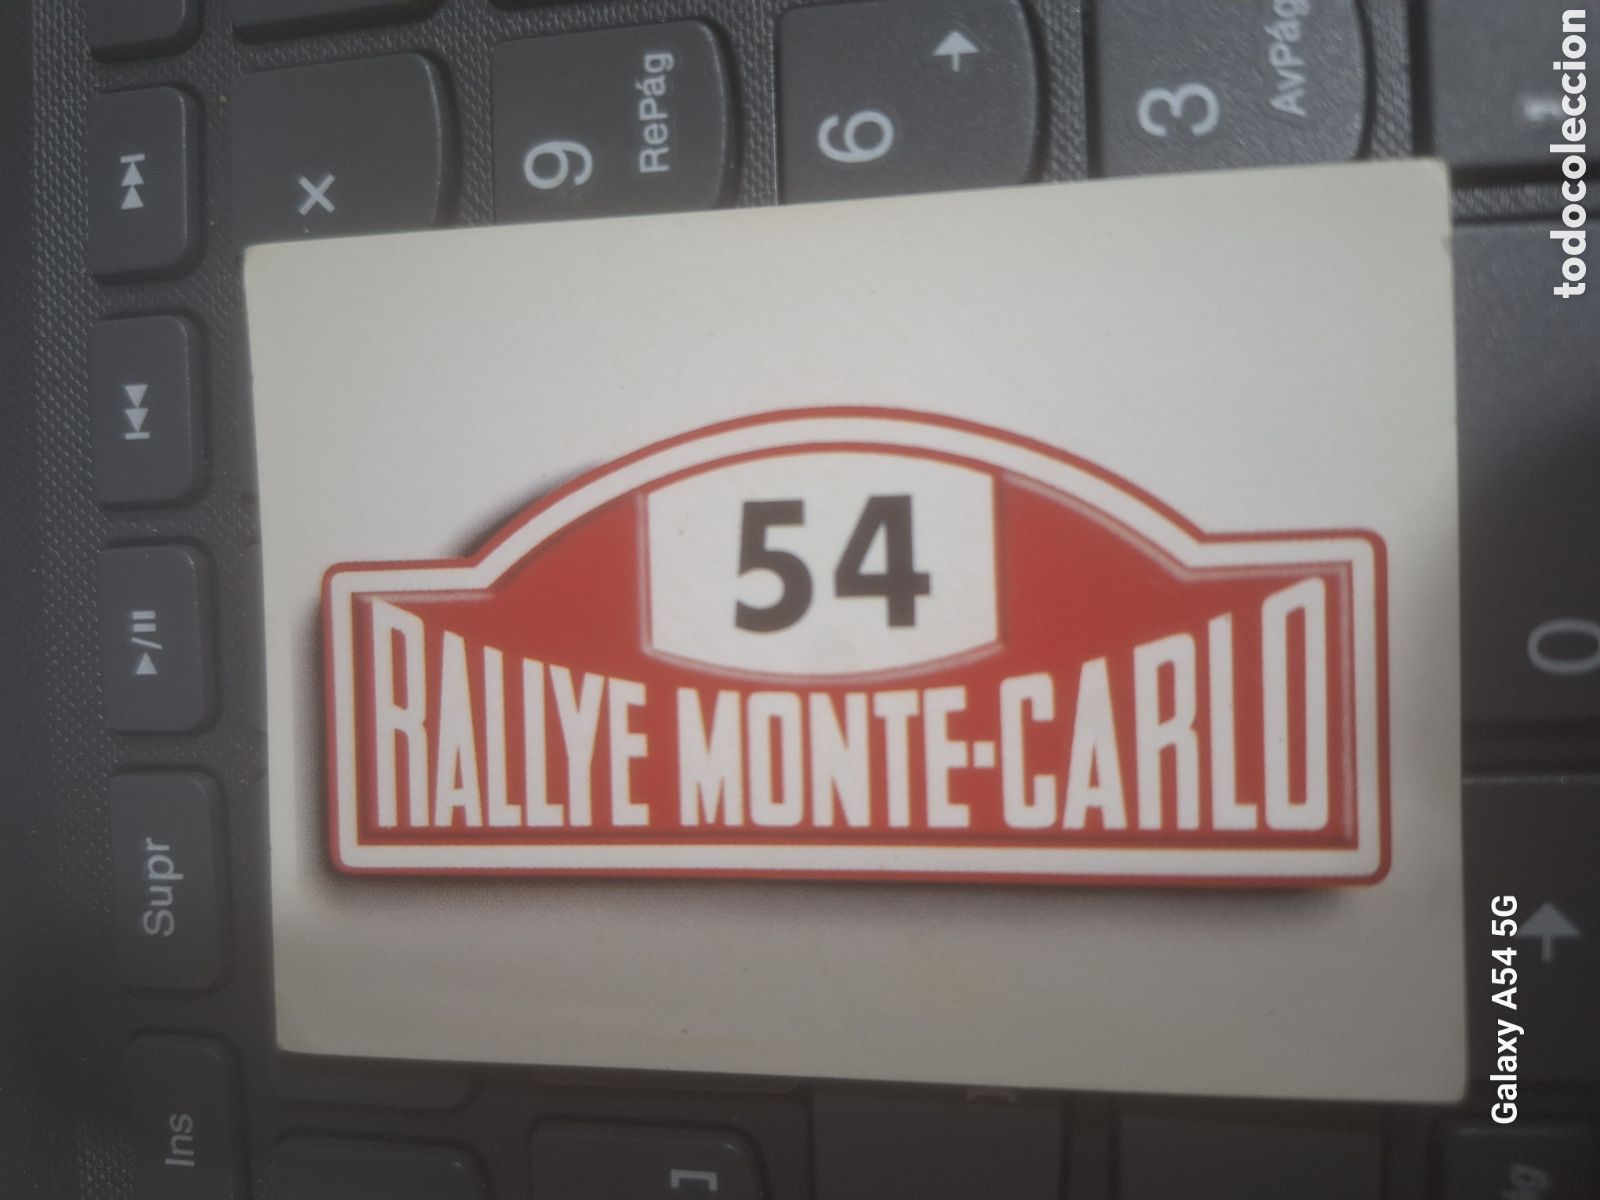 54
RALLYE MONTE-CARLO
9
RePág
6
3
AvPág
0
Supr
Ins
]
todocoleccion
Galaxy A54 5G